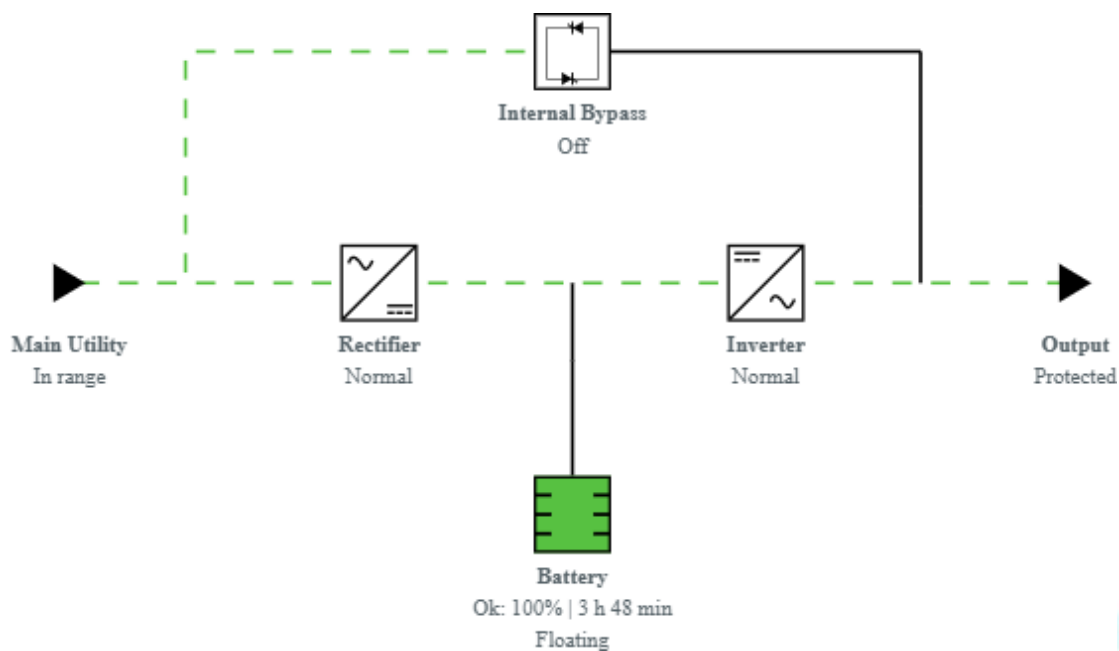 Internal Bypass
Off
Main Utility
In range
Rectifier
Normal
Inverter
Normal
Output
Protected
Battery
Ok: 100% | 3 h 48 min
Floating